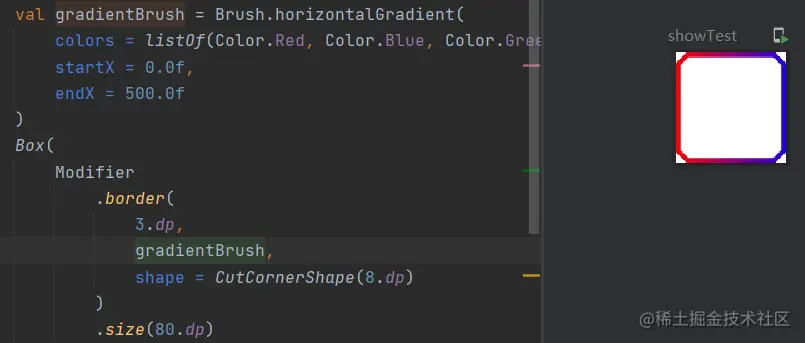 val gradientBrush = Brush.horizontalGradient(
colors = listOf(Color.Red, Color.Blue, Color.Gree
startX = 0.0f,
endX = 500.0f
)
Box(
Modifier
.border(
3.dp,
gradientBrush,
shape = CutCornerShape(8.dp)
)
.size(80.dp)
showTest
@稀土掘金技术社区